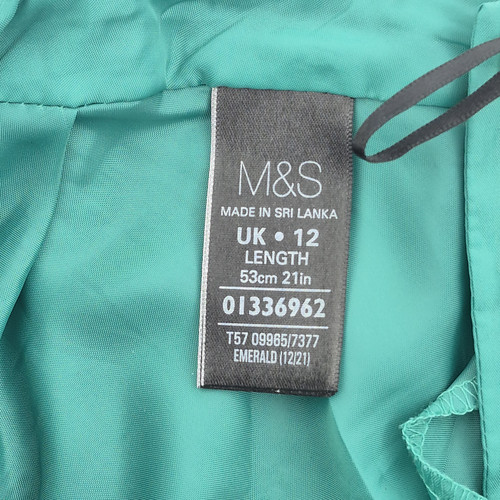 M&S
MADE IN SRI LANKA
UK • 12
LENGTH
53cm 21in
01336962
T57 09965/7377
EMERALD (12/21)